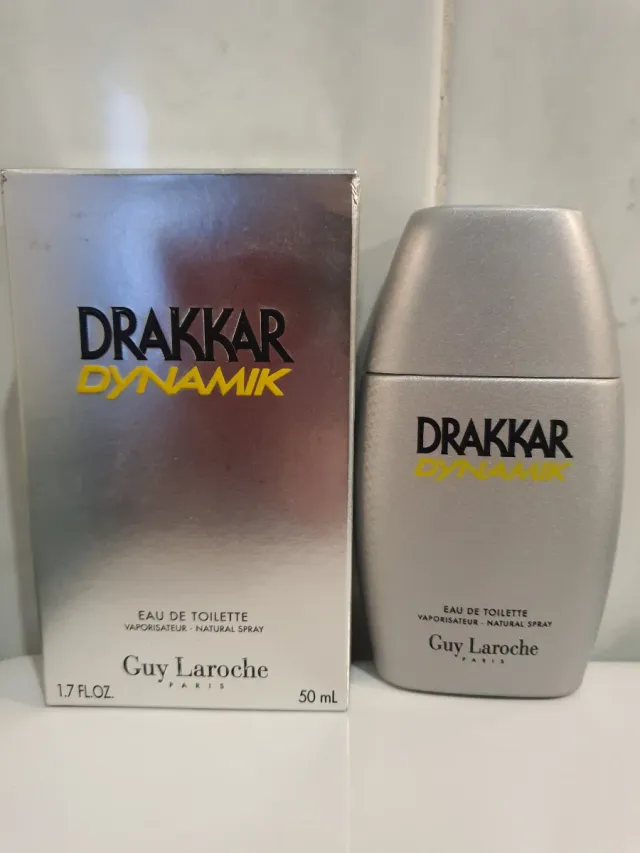 DRAKKAR
DYNAMIK
EAU DE TOILETTE
VAPORISATEUR - NATURAL SPRAY
Guy Laroche
PARIS
1.7 FL.OZ.
50 mL
DRAKKAR
DYNAMIK
EAU DE TOILETTE
VAPORISATEUR - NATURAL SPRAY
Guy Laroche
PARIS